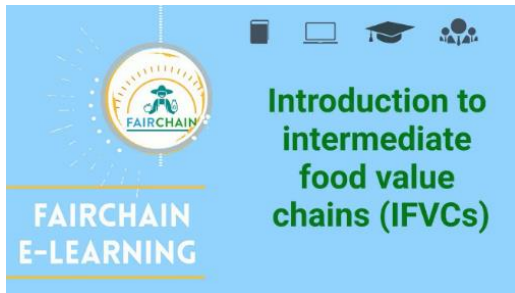 FAIRCHAIN
FAIRCHAIN
E-LEARNING
Introduction to
intermediate
food value
chains (IFVCs)